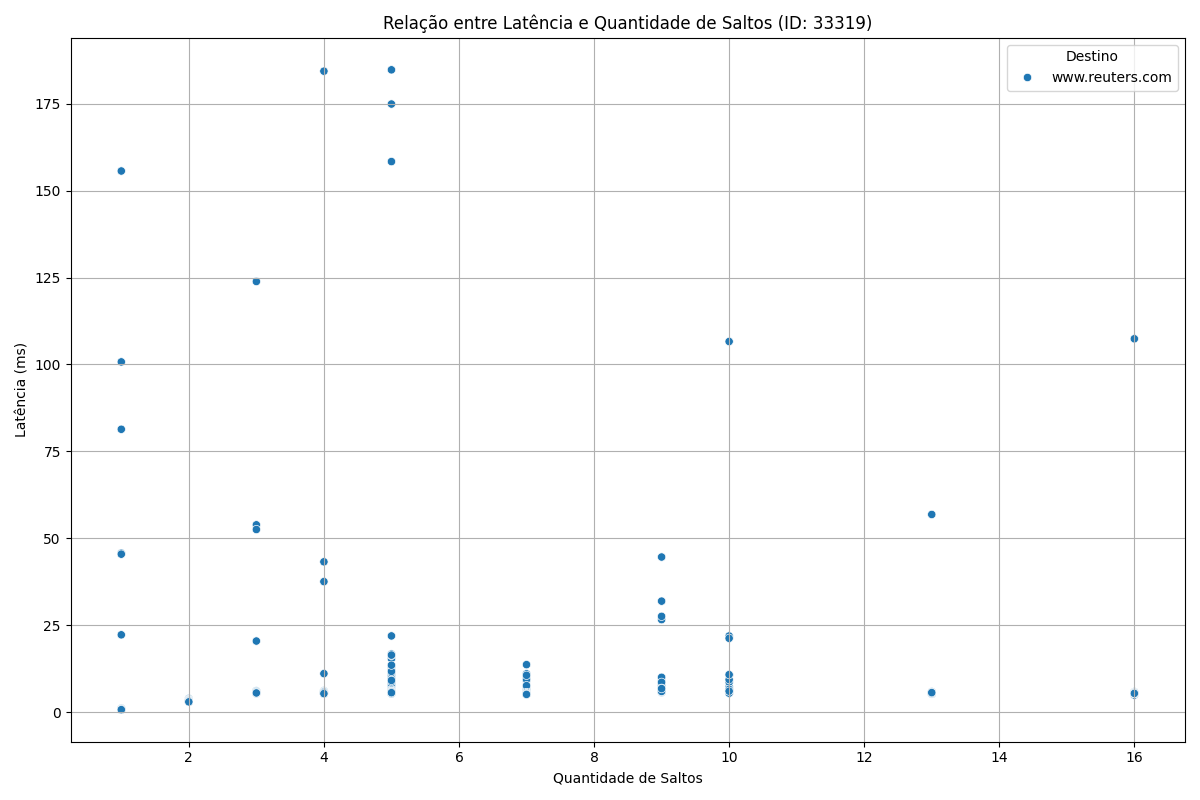 Relação entre Latência e Quantidade de Saltos (ID: 33319)
Destino
www.reuters.com
Latência (ms)
175
150
125
100
75
50
25
0
2 4 6 8 10 12 14 16
Quantidade de Saltos